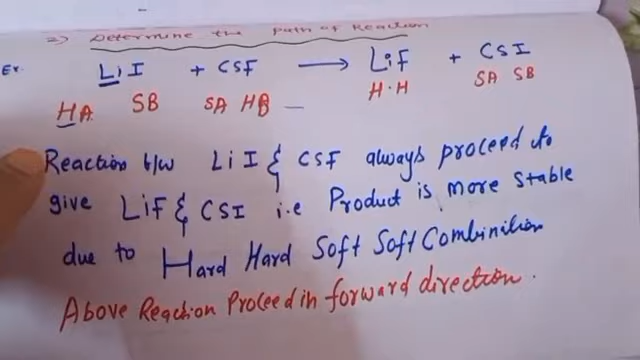 2) Determine the Path of Reaction
Ex. LiI + CSF ⟶ LiF + CSI
HA SB SA HB — H·H SA SB
Reaction b/w LiI & CSF always proceed to
give LiF & CSI i.e Product is more stable
due to Hard Hard Soft Soft Combinition
Above Reaction Proceed in forward direction.